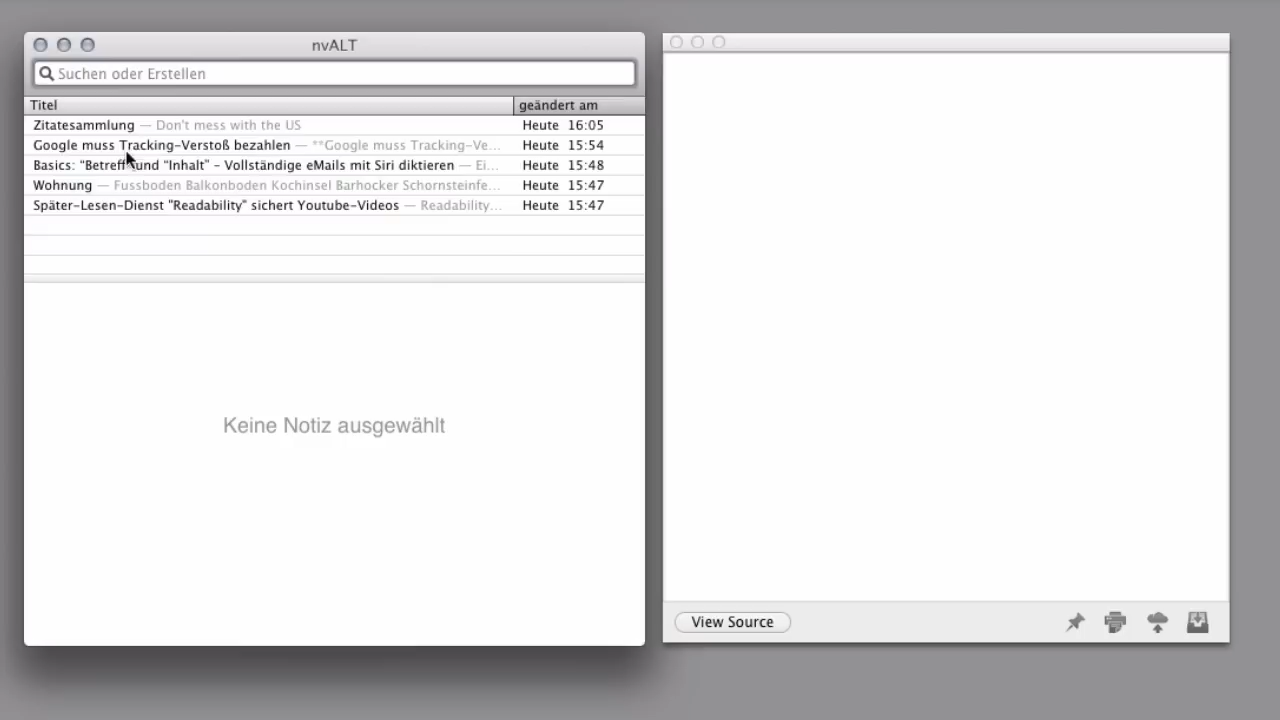 nvALT
Suchen oder Erstellen
Titel geändert am
Zitatesammlung — Don't mess with the US Heute 16:05
Google muss Tracking-Verstoß bezahlen — **Google muss Tracking-Ve... Heute 15:54
Basics: "Betreff" und "Inhalt" - Vollständige eMails mit Siri diktieren — Ei... Heute 15:48
Wohnung — Fussboden Balkonboden Kochinsel Barhocker Schornsteinfe... Heute 15:47
Später-Lesen-Dienst "Readability" sichert Youtube-Videos — Readability... Heute 15:47
Keine Notiz ausgewählt
View Source